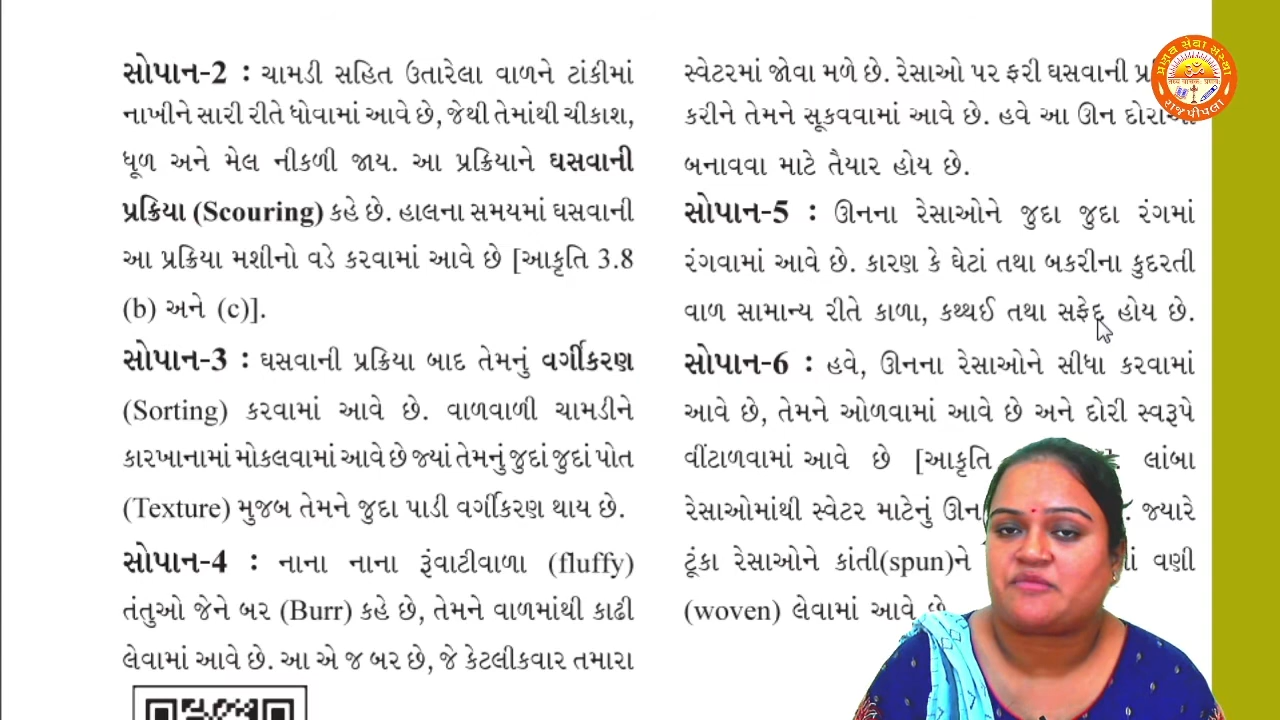 સોપાન-2 : ચામડી સહિત ઉતારેલા વાળને ટાંકીમાં
નાખીને સારી રીતે ધોવામાં આવે છે, જેથી તેમાંથી ચીકાશ,
ધૂળ અને મેલ નીકળી જાય. આ પ્રક્રિયાને ઘસવાની
પ્રક્રિયા (Scouring) કહે છે. હાલના સમયમાં ઘસવાની
આ પ્રક્રિયા મશીનો વડે કરવામાં આવે છે [આકૃતિ 3.8
(b) અને (c)].
સોપાન-3 : ઘસવાની પ્રક્રિયા બાદ તેમનું વર્ગીકરણ
(Sorting) કરવામાં આવે છે. વાળવાળી ચામડીને
કારખાનામાં મોકલવામાં આવે છે જ્યાં તેમનું જુદાં જુદાં પોત
(Texture) મુજબ તેમને જુદા પાડી વર્ગીકરણ થાય છે.
સોપાન-4 : નાના નાના રૂંવાટીવાળા (fluffy)
તંતુઓ જેને બર (Burr) કહે છે, તેમને વાળમાંથી કાઢી
લેવામાં આવે છે. આ એ જ બર છે, જે કેટલીકવાર તમારા
સ્વેટરમાં જોવા મળે છે. રેસાઓ પર ફરી ઘસવાની
કરીને તેમને સૂકવવામાં આવે છે. હવે આ ઊન
બનાવવા માટે તૈયાર હોય છે.
સોપાન-5 : ઊનના રેસાઓને જુદા જુદા રંગમાં
રંગવામાં આવે છે. કારણ કે ઘેટાં તથા બકરીના કુદરતી
વાળ સામાન્ય રીતે કાળા, કથ્થઈ તથા સફેદ હોય છે.
સોપાન-6 : હવે, ઊનના રેસાઓને સીધા કરવામાં
આવે છે, તેમને ઓળવામાં આવે છે અને દોરી સ્વરૂપે
વીંટાળવામાં આવે છે [આકૃતિ લાંબા
રેસાઓમાંથી સ્વેટર માટેનું ઊન જ્યારે
ટૂંકા રેસાઓને કાંતી(spun)ને વણી
(woven) લેવામાં આવે છે.
પ્રણવ સેવા સંસ્થા
રાજપીપલા